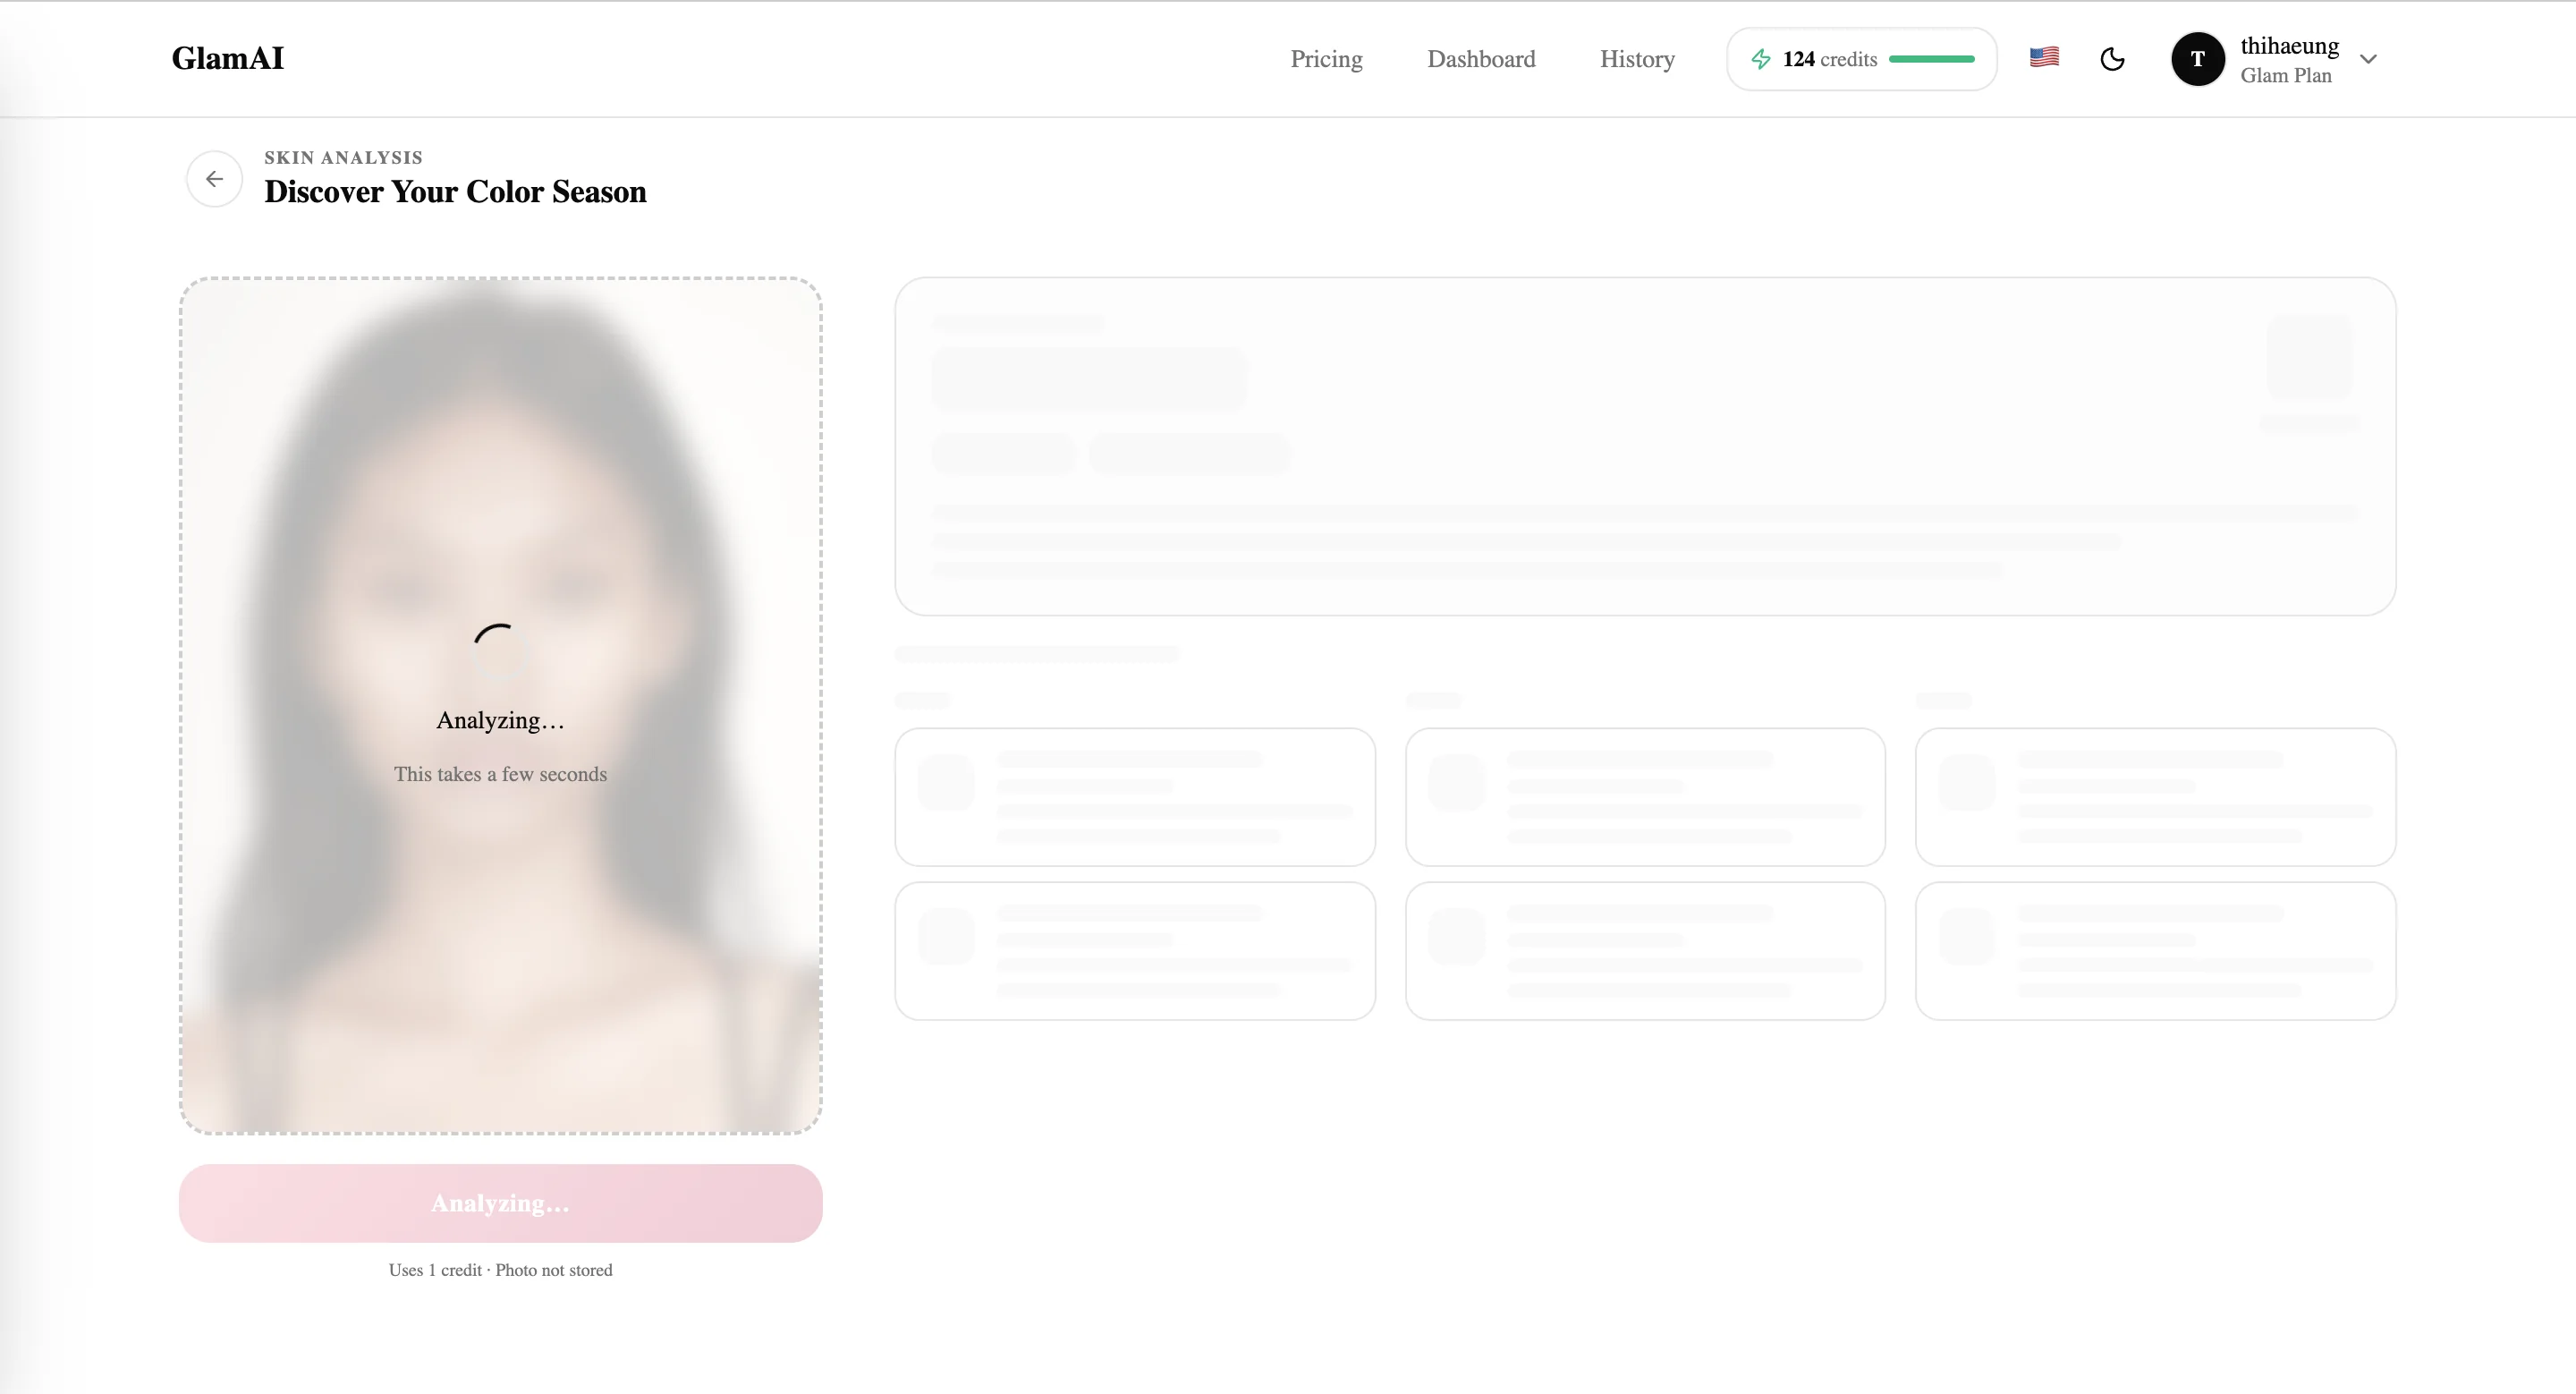 GlamAI
Pricing
Dashboard
History
124 credits
T
thihaeung
Glam Plan
SKIN ANALYSIS
Discover Your Color Season
Analyzing…
This takes a few seconds
Analyzing…
Uses 1 credit · Photo not stored